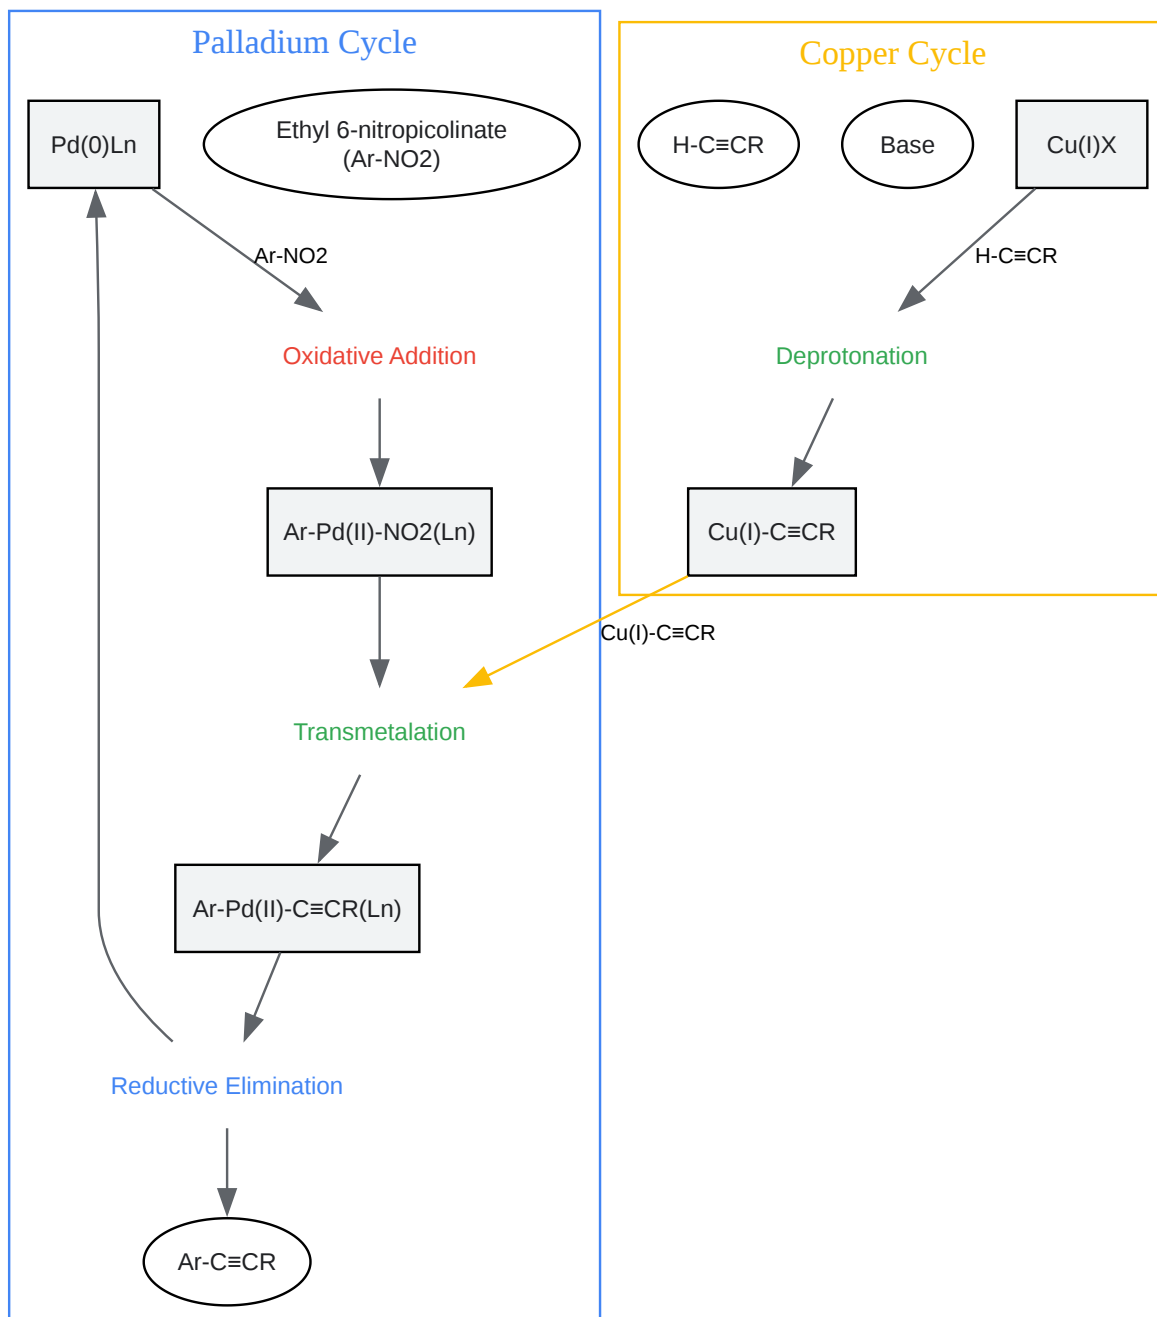 Palladium Cycle
Pd(0)Ln
Ethyl 6-nitropicolinate
(Ar-NO2)
Ar-NO2
Oxidative Addition
Ar-Pd(II)-NO2(Ln)
Transmetalation
Ar-Pd(II)-C≡CR(Ln)
Reductive Elimination
Ar-C≡CR
Copper Cycle
H-C≡CR
Base
Cu(I)X
H-C≡CR
Deprotonation
Cu(I)-C≡CR
Cu(I)-C≡CR